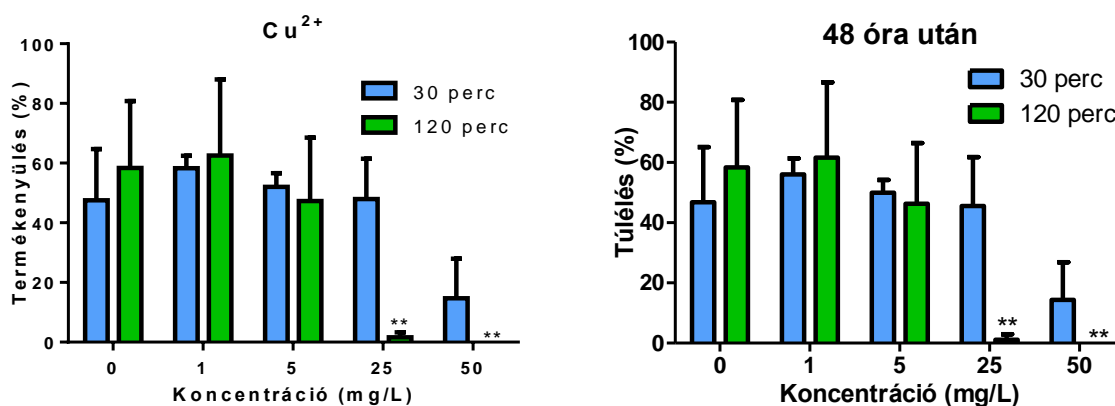 Cu²⁺
Termékenyülés (%)
100
80
60
40
20
0
30 perc
120 perc
**
**
0 1 5 25 50
Koncentráció (mg/L)
48 óra után
Túlélés (%)
100
80
60
40
20
0
30 perc
120 perc
**
**
0 1 5 25 50
Koncentráció (mg/L)